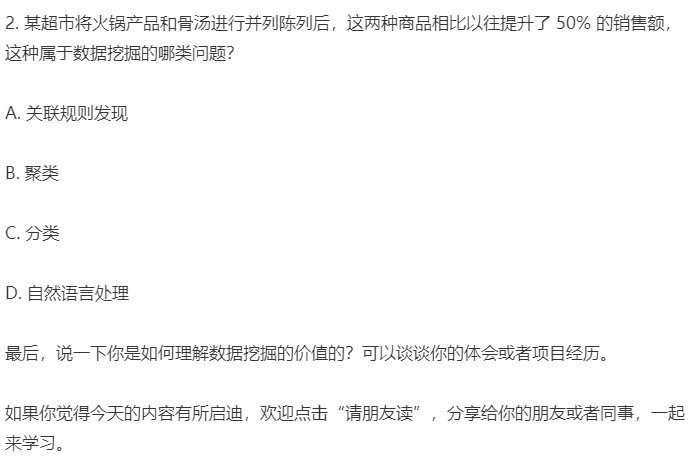 2. 某超市将火锅产品和骨汤进行并列陈列后，这两种商品相比以往提升了 50% 的销售额，
这种属于数据挖掘的哪类问题？
A. 关联规则发现
B. 聚类
C. 分类
D. 自然语言处理
最后，说一下你是如何理解数据挖掘的价值的？可以谈谈你的体会或者项目经历。
如果你觉得今天的内容有所启迪，欢迎点击“请朋友读”，分享给你的朋友或者同事，一起
来学习。